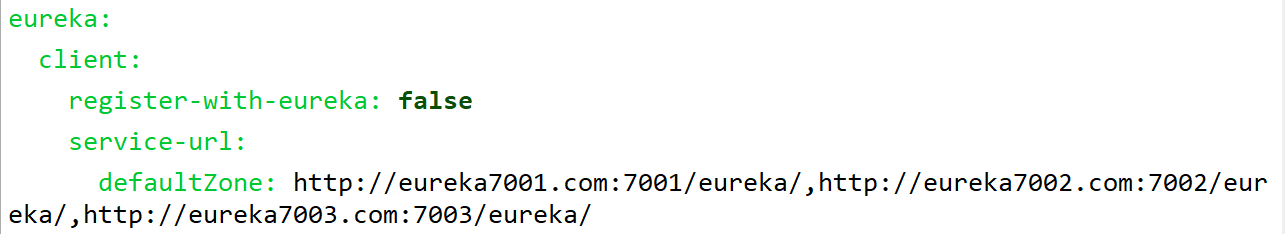 eureka:
  client:
    register-with-eureka: false
    service-url:
      defaultZone: http://eureka7001.com:7001/eureka/,http://eureka7002.com:7002/eur
eka/,http://eureka7003.com:7003/eureka/